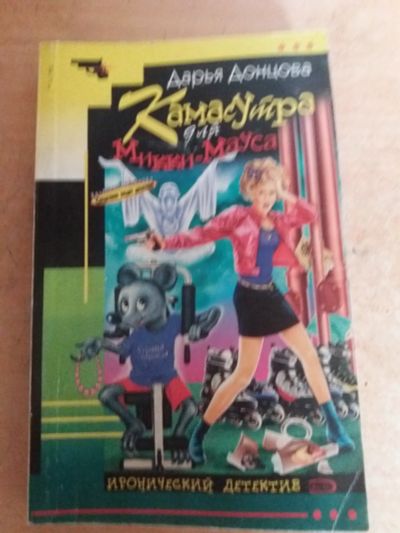 Дарья Донцова
Камасутра
для
Микки-Мауса
ИРОНИЧЕСКИЙ ДЕТЕКТИВ